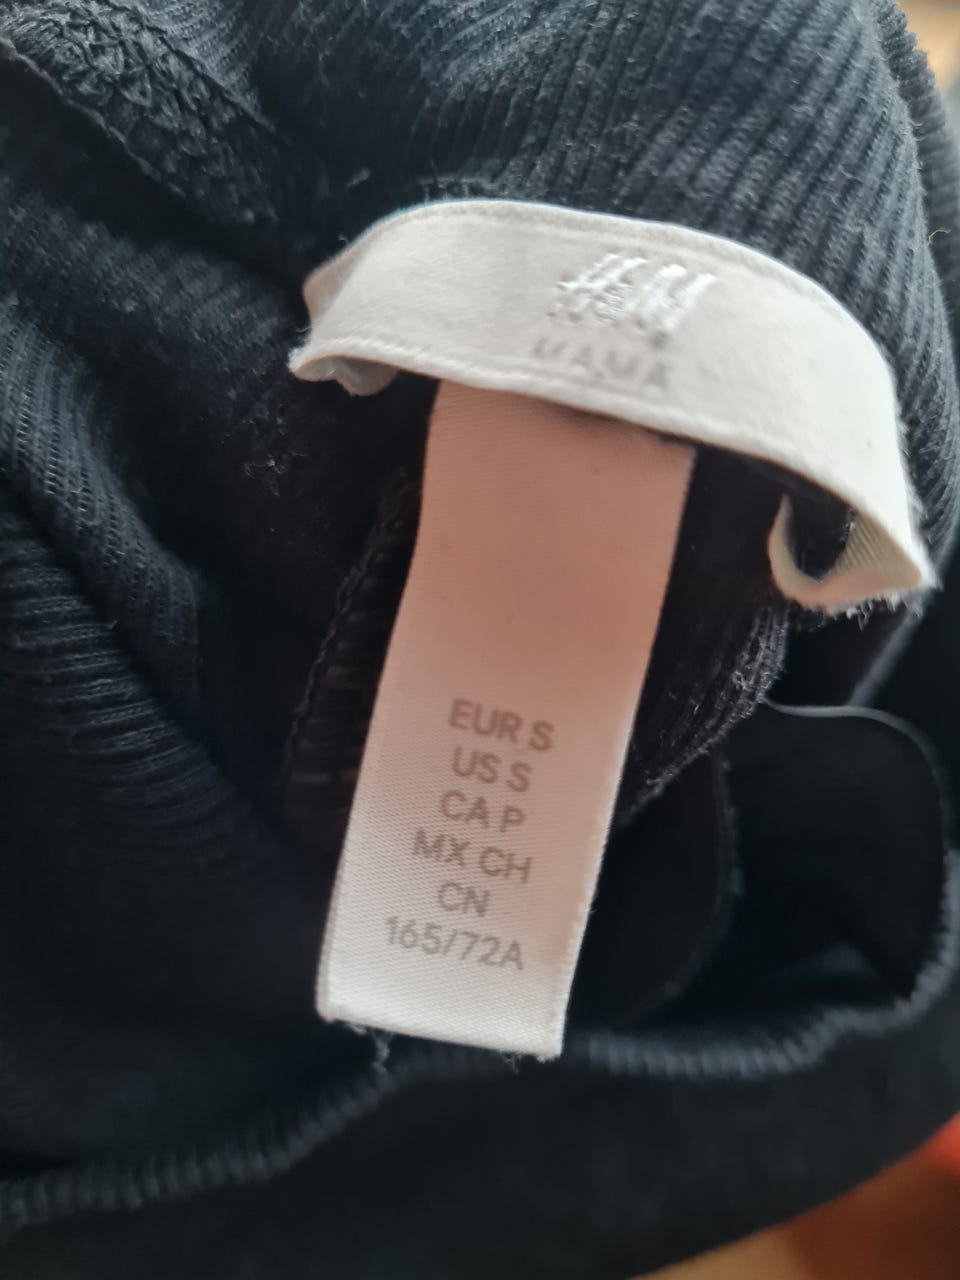 H&M
MAMA
EUR S
US S
CA P
MX CH
CN
165/72A